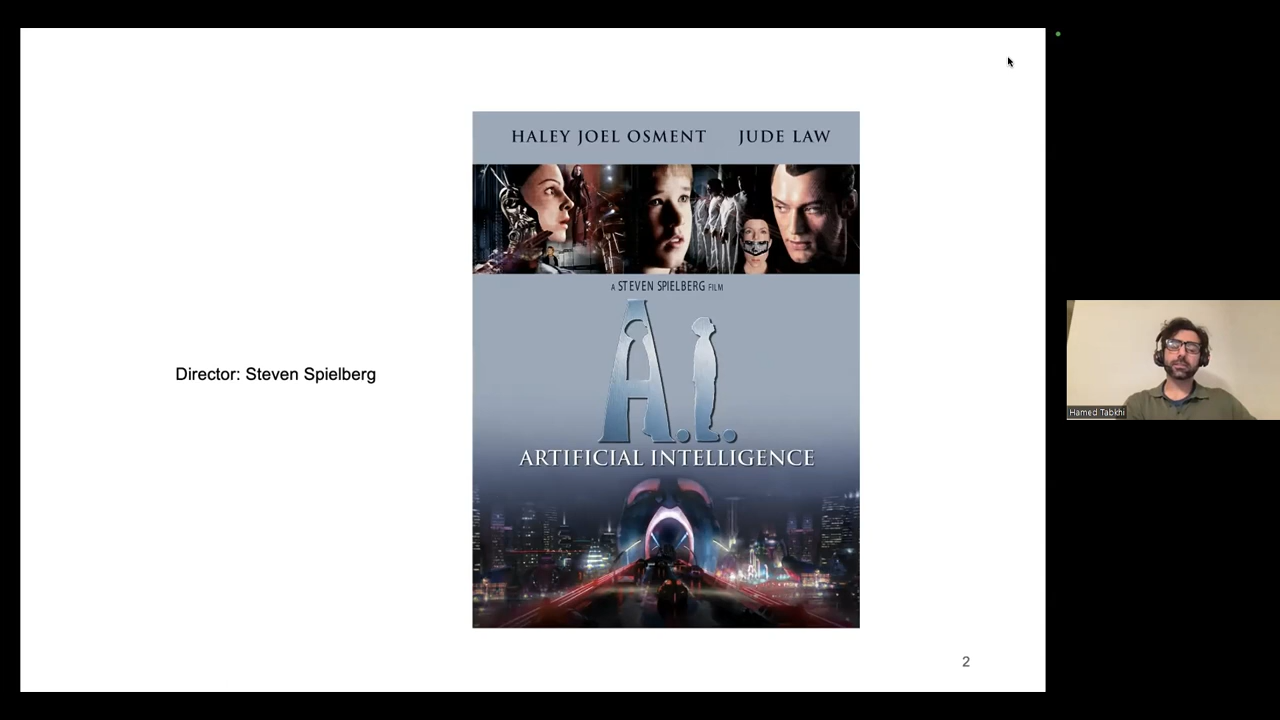 HALEY JOEL OSMENT JUDE LAW
A STEVEN SPIELBERG FILM
A.I.
ARTIFICIAL INTELLIGENCE
Director: Steven Spielberg
2
Hamed Tabkhi